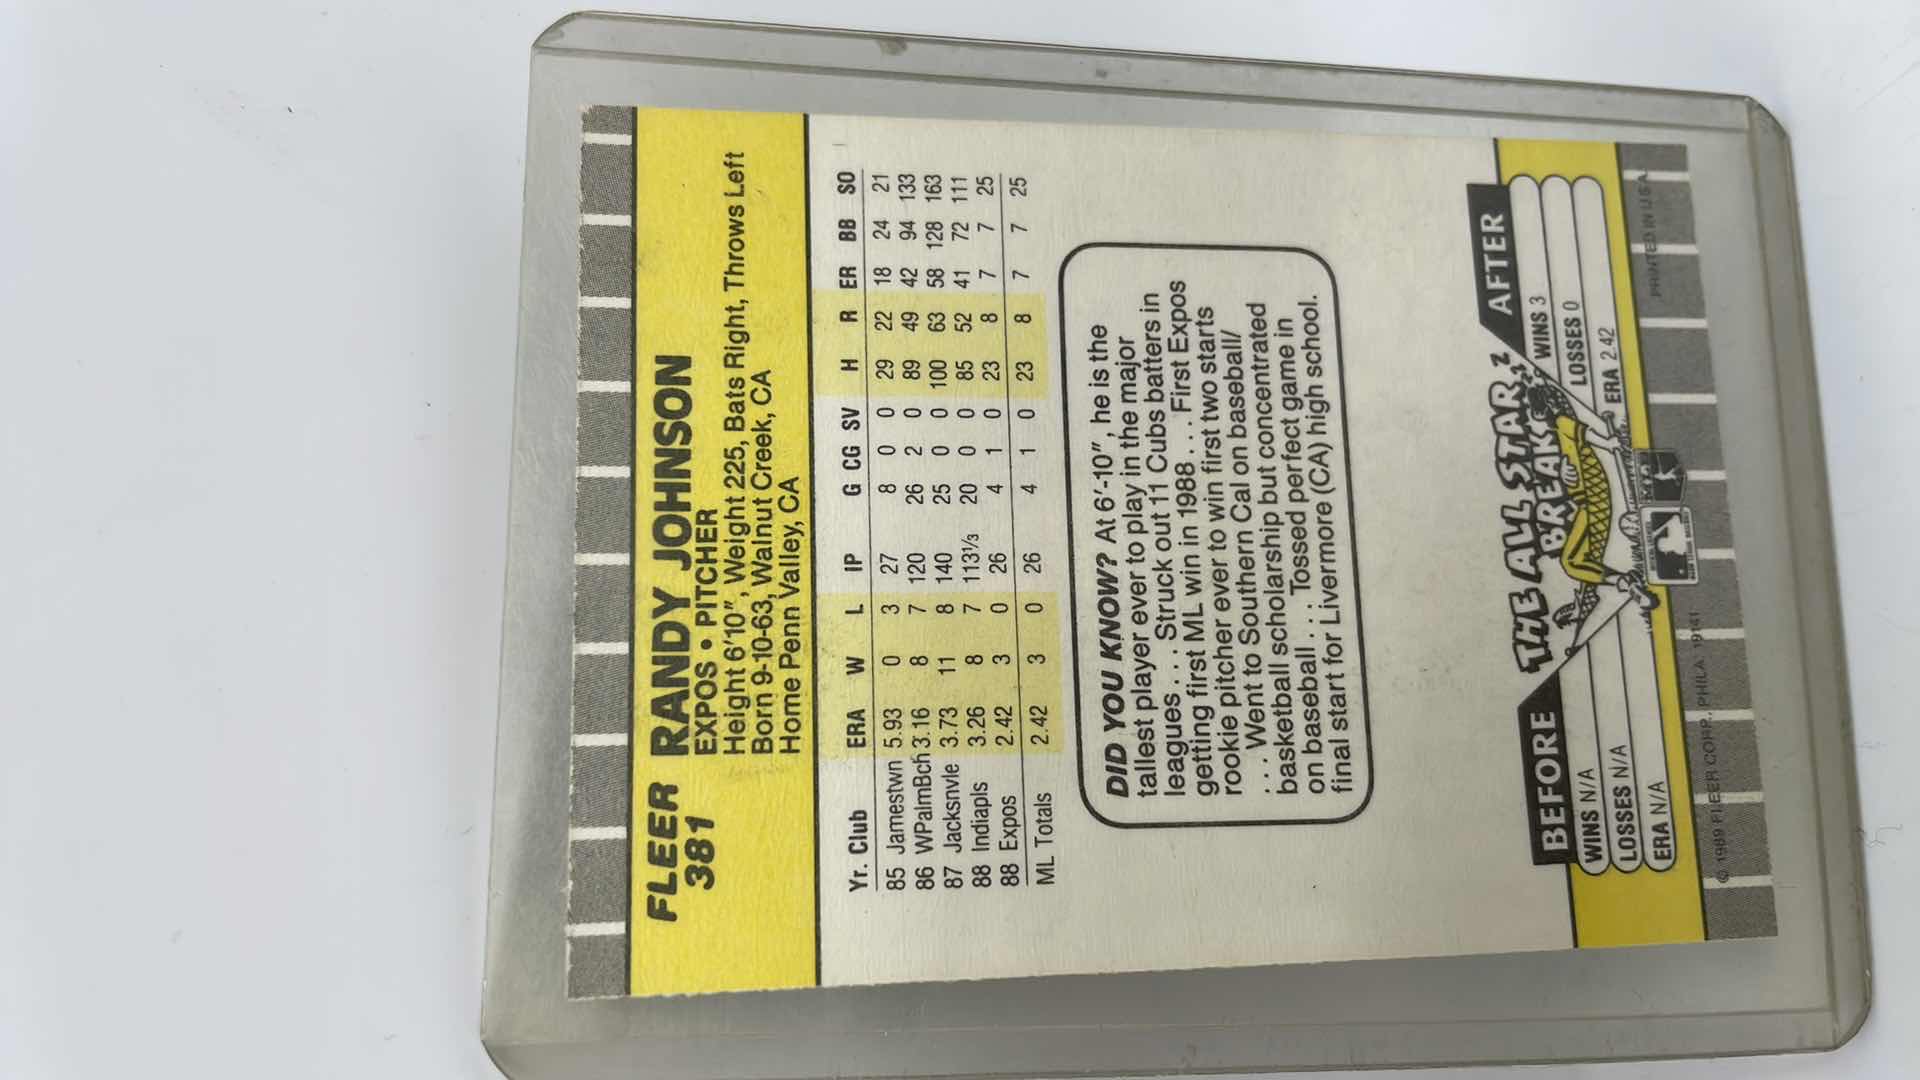 FLEER RANDY JOHNSON
381 EXPOS • PITCHER
Height 6'10", Weight 225, Bats Right, Throws Left
Born 9-10-63, Walnut Creek, CA
Home Penn Valley, CA
Yr. Club ERA W L IP G CG SV H R ER BB SO
85 Jamestwn 5.93 0 3 27 8 0 0 29 22 18 24 21
86 WPalmBch 3.16 8 7 120 26 2 0 89 49 42 94 133
87 Jacksnvle 3.73 11 8 140 25 0 0 100 63 58 128 163
88 Indiapls 3.26 8 7 113⅓ 20 0 0 85 52 41 72 111
88 Expos 2.42 3 0 26 4 1 0 23 8 7 7 25
ML Totals 2.42 3 0 26 4 1 0 23 8 7 7 25
DID YOU KNOW? At 6'-10", he is the
tallest player ever to play in the major
leagues . . . Struck out 11 Cubs batters in
getting first ML win in 1988 . . . First Expos
rookie pitcher ever to win first two starts
. . . Went to Southern Cal on baseball/
basketball scholarship but concentrated
on baseball . . . Tossed perfect game in
final start for Livermore (CA) high school.
THE ALL STAR Z
BREAK Z
BEFORE AFTER
WINS N/A WINS 3
LOSSES N/A LOSSES 0
ERA N/A ERA 2.42
© 1989 FLEER CORP., PHILA. 19141 PRINTED IN U.S.A.